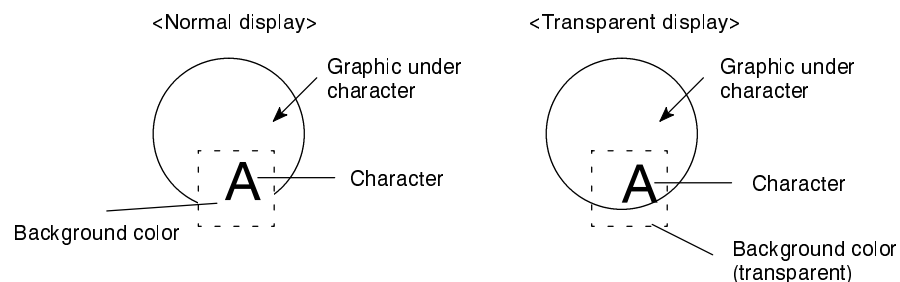 <Normal display>
Graphic under
character
A
Character
Background color
<Transparent display>
Graphic under
character
A
Character
Background color
(transparent)